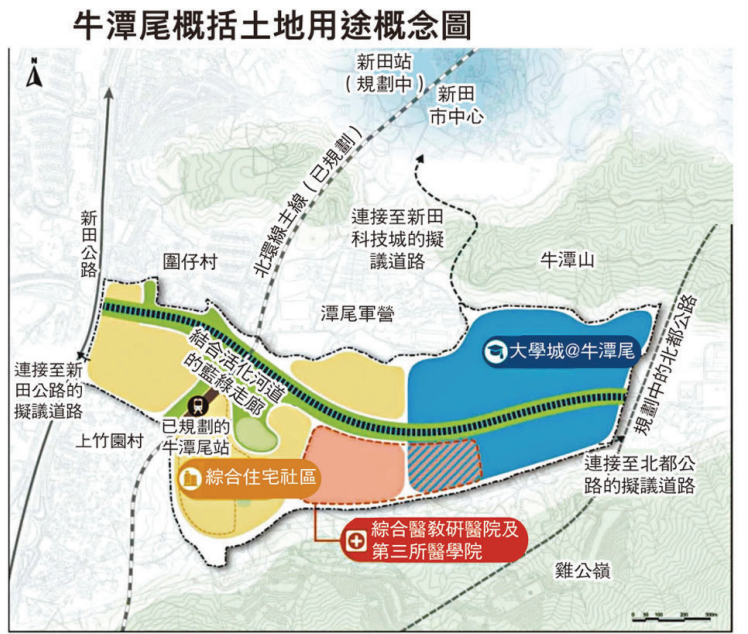 牛潭尾概括土地用途概念圖
N
新田站
（規劃中）
新田
市中心
北環線主線（已規劃）
新田公路
連接至新田
科技城的擬
議道路
圍仔村
牛潭山
潭尾軍營
大學城@牛潭尾
結合活化河道
的藍綠走廊
規劃中的北都公路
連接至新
田公路的
擬議道路
已規劃的
牛潭尾站
上竹園村
連接至北都公
路的擬議道路
綜合住宅社區
綜合醫教研醫院及
第三所醫學院
雞公嶺